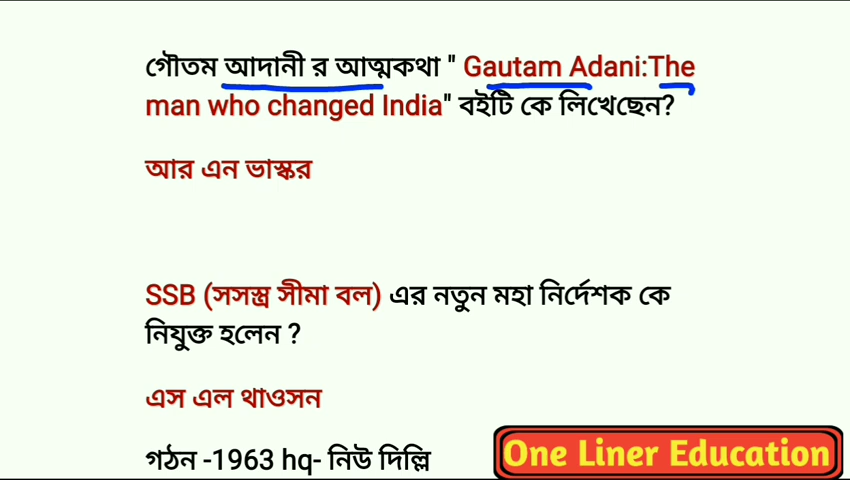 গৌতম আদানী র আত্মকথা " Gautam Adani:The
man who changed India" বইটি কে লিখেছেন?
আর এন ভাস্কর
SSB (সসস্ত্র সীমা বল) এর নতুন মহা নির্দেশক কে
নিযুক্ত হলেন ?
এস এল থাওসন
গঠন -1963 hq- নিউ দিল্লি
One Liner Education